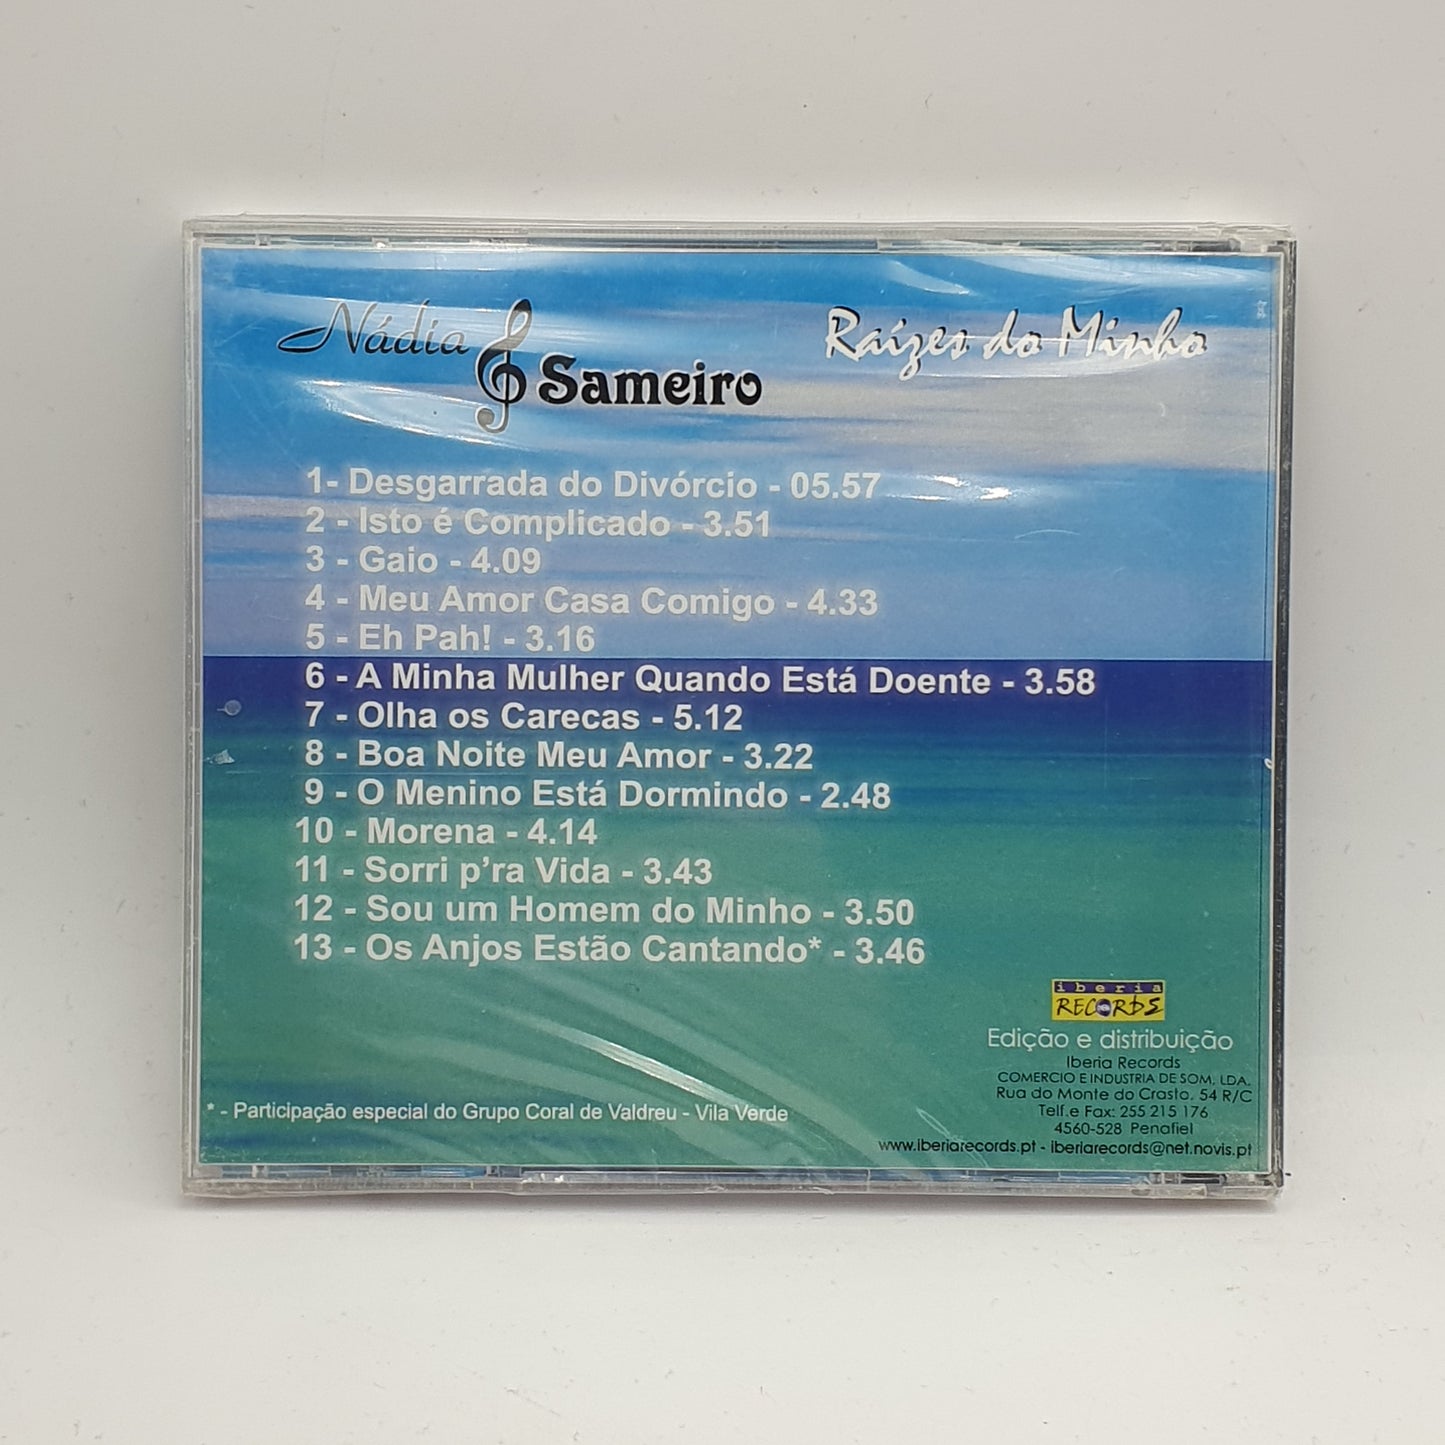 Nádia
Sameiro
Raízes do Minho
1- Desgarrada do Divórcio - 05.57
2 - Isto é Complicado - 3.51
3 - Gaio - 4.09
4 - Meu Amor Casa Comigo - 4.33
5 - Eh Pah! - 3.16
6 - A Minha Mulher Quando Está Doente - 3.58
7 - Olha os Carecas - 5.12
8 - Boa Noite Meu Amor - 3.22
9 - O Menino Está Dormindo - 2.48
10 - Morena - 4.14
11 - Sorri p’ra Vida - 3.43
12 - Sou um Homem do Minho - 3.50
13 - Os Anjos Estão Cantando* - 3.46
iberia
RECORDS
Edição e distribuição
Iberia Records
COMERCIO E INDUSTRIA DE SOM, LDA.
Rua do Monte do Crasto, 54 R/C
Telf.e Fax: 255 215 176
4560-528 Penafiel
* - Participação especial do Grupo Coral de Valdreu - Vila Verde
www.iberiarecords.pt - iberiarecords@net.novis.pt